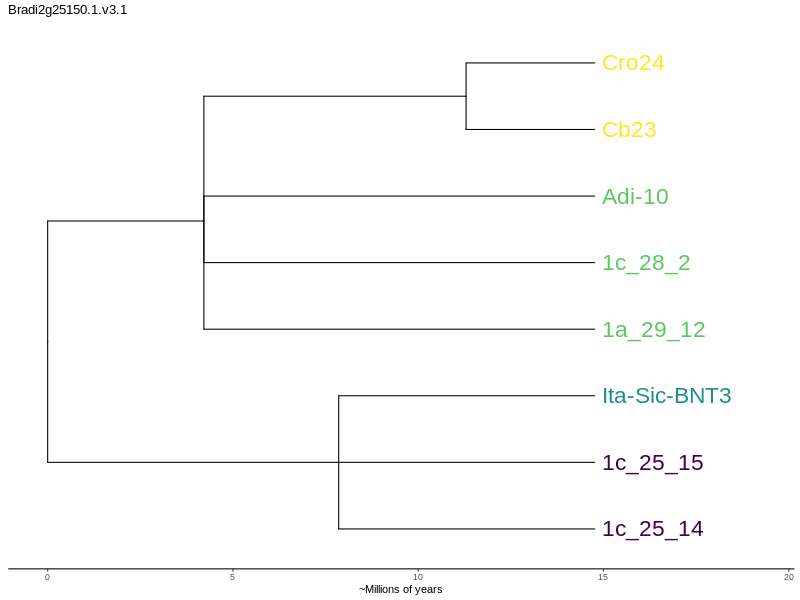 Bradi2g25150.1.v3.1
Cro24
Cb23
Adi-10
1c_28_2
1a_29_12
Ita-Sic-BNT3
1c_25_15
1c_25_14
0 5 10 15 20
~Millions of years